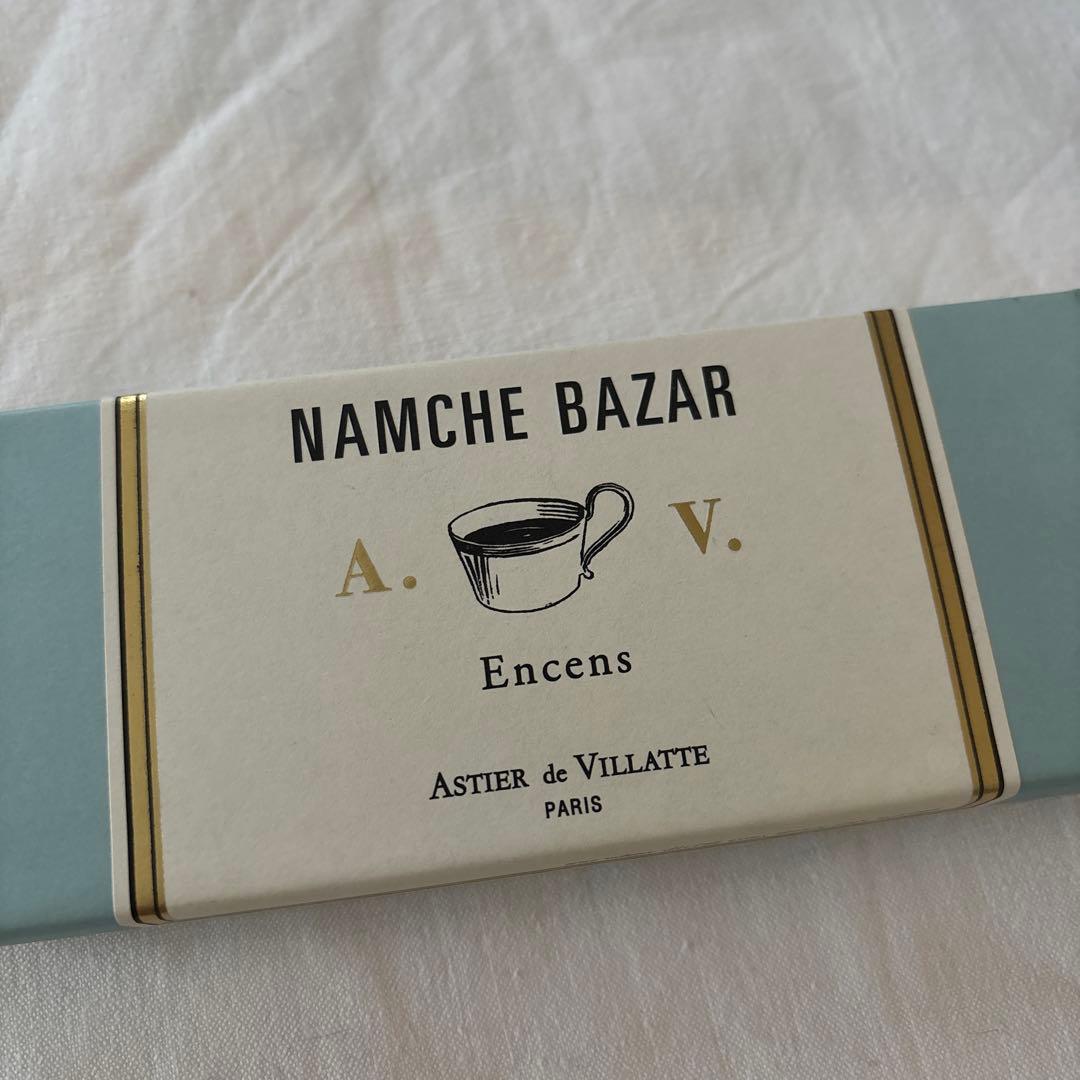 NAMCHE BAZAR
A. V.
Encens
ASTIER de VILLATTE
PARIS